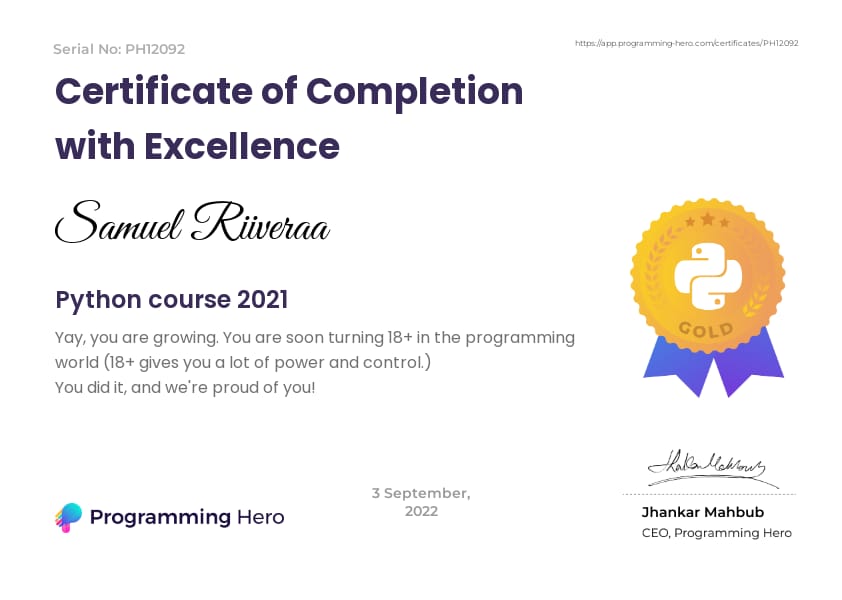 Serial No: PH12092
https://app.programming-hero.com/certificates/PH12092
Certificate of Completion
with Excellence
Samuel Riiveraa
Python course 2021
Yay, you are growing. You are soon turning 18+ in the programming
world (18+ gives you a lot of power and control.)
You did it, and we're proud of you!
GOLD
Programming Hero
3 September,
2022
Jhankar Mahbub
CEO, Programming Hero